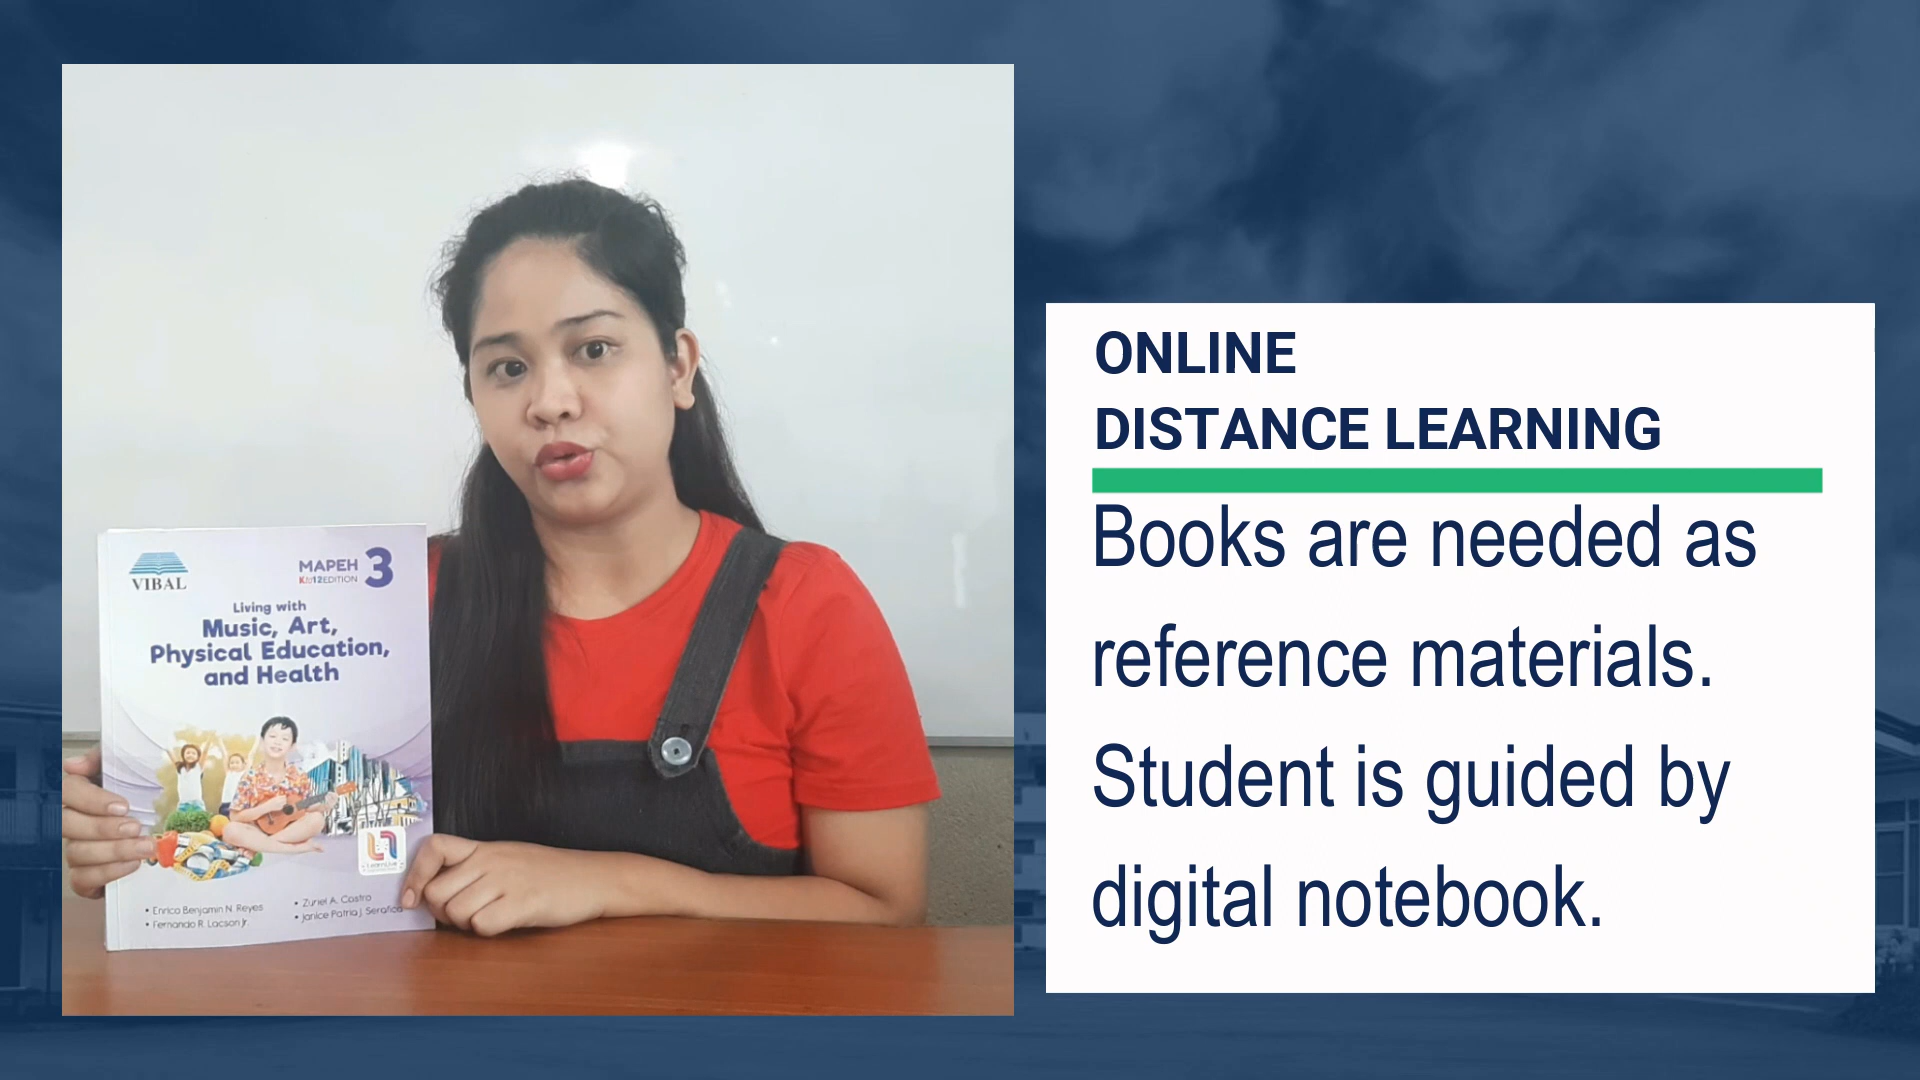 VIBAL
MAPEH 3
K to 12 EDITION
Living with
Music, Art,
Physical Education,
and Health
• Enrico Benjamin N. Reyes
• Fernando R. Lacson Jr.
• Zuriel A. Castro
• Janice Patria J. Serafica
ONLINE
DISTANCE LEARNING
Books are needed as
reference materials.
Student is guided by
digital notebook.